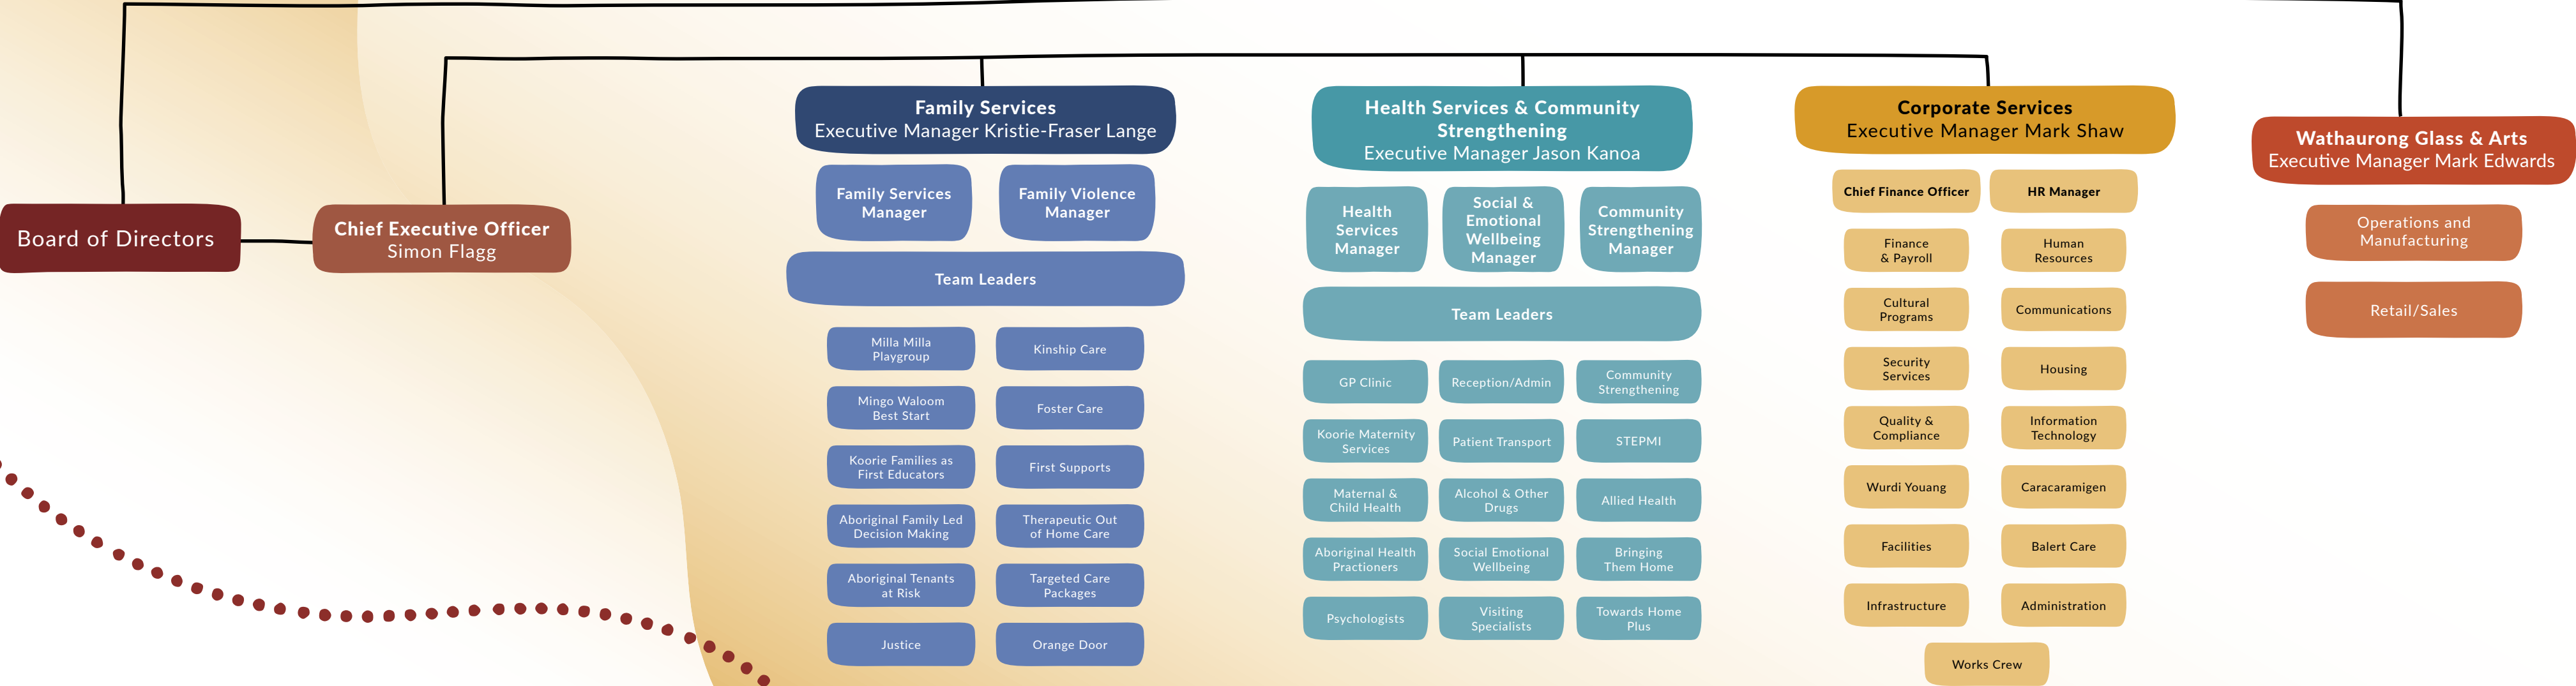 Board of Directors
Chief Executive Officer
Simon Flagg
Family Services
Executive Manager Kristie-Fraser Lange
Family Services
Manager
Family Violence
Manager
Team Leaders
Milla Milla
Playgroup
Kinship Care
Mingo Waloom
Best Start
Foster Care
Koorie Families as
First Educators
First Supports
Aboriginal Family Led
Decision Making
Therapeutic Out
of Home Care
Aboriginal Tenants
at Risk
Targeted Care
Packages
Justice
Orange Door
Health Services & Community
Strengthening
Executive Manager Jason Kanoa
Health
Services
Manager
Social &
Emotional
Wellbeing
Manager
Community
Strengthening
Manager
Team Leaders
GP Clinic
Reception/Admin
Community
Strengthening
Koorie Maternity
Services
Patient Transport
STEPMI
Maternal &
Child Health
Alcohol & Other
Drugs
Allied Health
Aboriginal Health
Practioners
Social Emotional
Wellbeing
Bringing
Them Home
Psychologists
Visiting
Specialists
Towards Home
Plus
Corporate Services
Executive Manager Mark Shaw
Chief Finance Officer
HR Manager
Finance
& Payroll
Human
Resources
Cultural
Programs
Communications
Security
Services
Housing
Quality &
Compliance
Information
Technology
Wurdi Youang
Caracaramigen
Facilities
Balert Care
Infrastructure
Administration
Works Crew
Wathaurong Glass & Arts
Executive Manager Mark Edwards
Operations and
Manufacturing
Retail/Sales